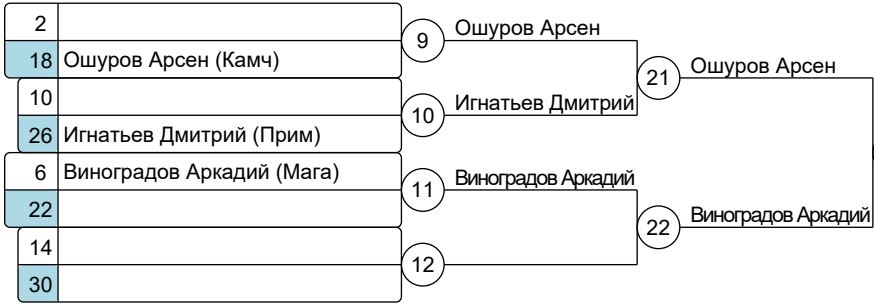 2
18 Ошуров Арсен (Камч)
9 Ошуров Арсен
10
26 Игнатьев Дмитрий (Прим)
10 Игнатьев Дмитрий
21 Ошуров Арсен
6 Виноградов Аркадий (Мага)
22
11 Виноградов Аркадий
14
30
12
22 Виноградов Аркадий